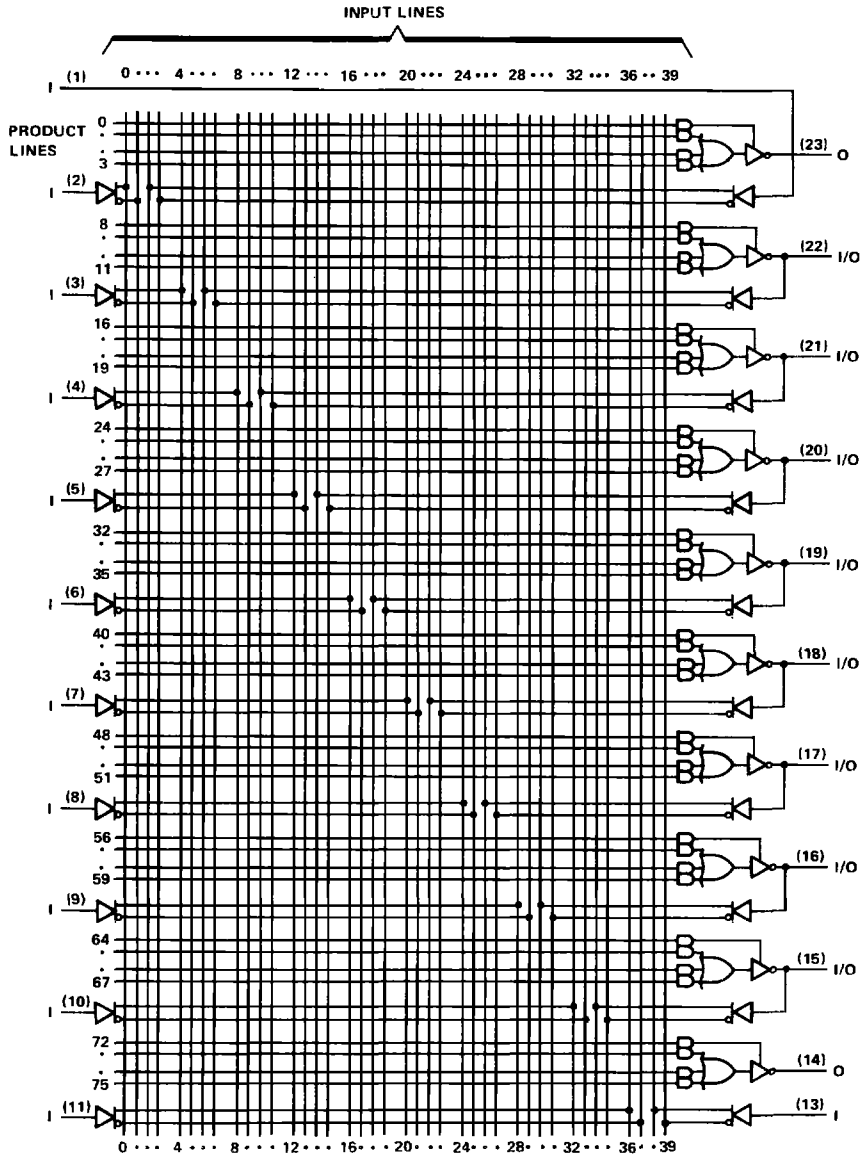 INPUT LINES
0 ••• 4 ••• 8 ••• 12 ••• 16 ••• 20 ••• 24 ••• 28 ••• 32 ••• 36 •• 39
I (1)
PRODUCT LINES
0
•
•
3
(23) O
I (2)
8
•
•
11
(22) I/O
I (3)
16
•
•
19
(21) I/O
I (4)
24
•
•
27
(20) I/O
I (5)
32
•
•
35
(19) I/O
I (6)
40
•
•
43
(18) I/O
I (7)
48
•
•
51
(17) I/O
I (8)
56
•
•
59
(16) I/O
I (9)
64
•
•
67
(15) I/O
I (10)
72
•
•
75
(14) O
I (11) (13) I
0 ••• 4 ••• 8 ••• 12 ••• 16 ••• 20 ••• 24 ••• 28 ••• 32 ••• 36 •• 39